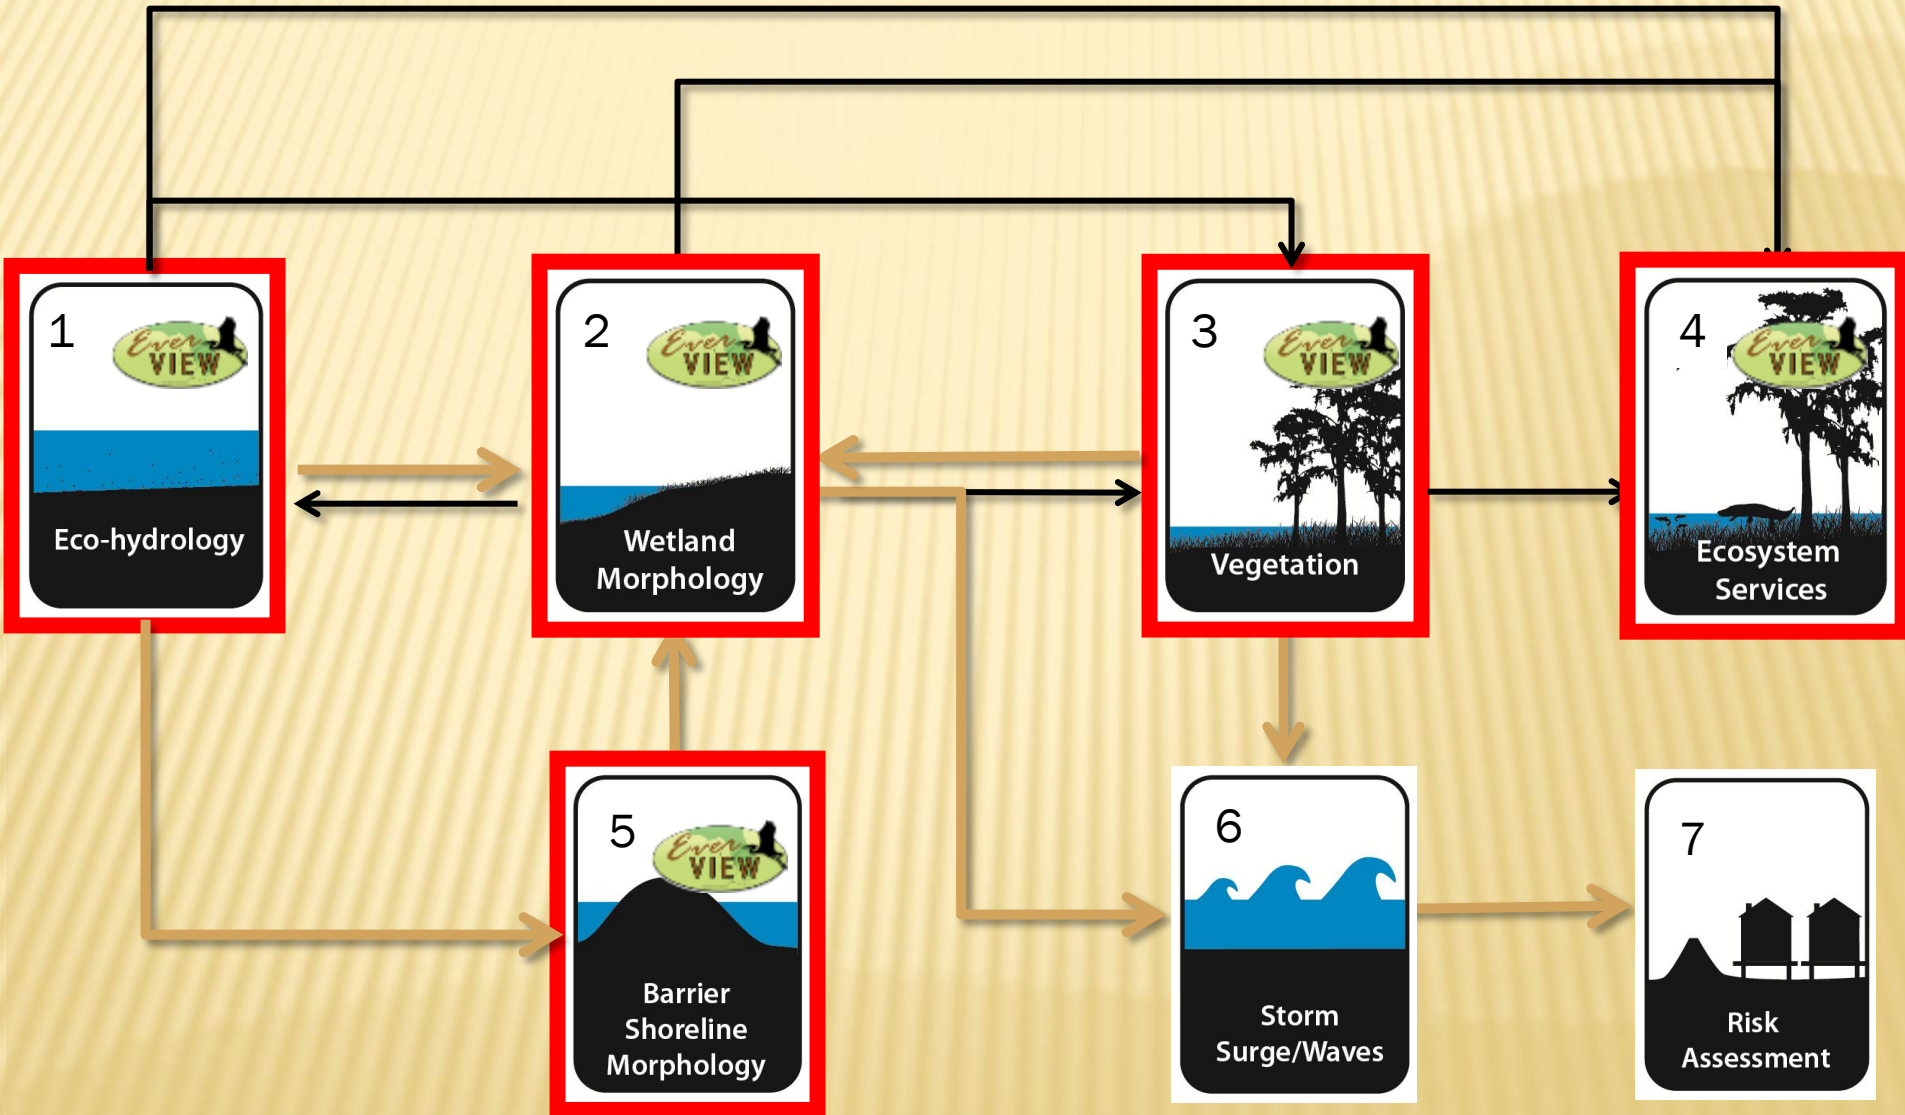 1
Ever
VIEW
Eco-hydrology
2
Ever
VIEW
Wetland
Morphology
3
Ever
VIEW
Vegetation
4
Ever
VIEW
Ecosystem
Services
5
Ever
VIEW
Barrier
Shoreline
Morphology
6
Storm
Surge/Waves
7
Risk
Assessment